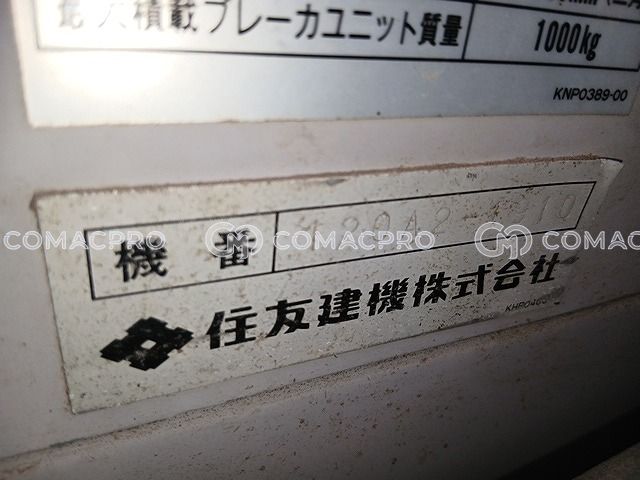 最大積載ブレーカユニット質量 1000kg
KNP0389-00
機番
住友建機株式会社
COMACPRO COMACPRO COMAC